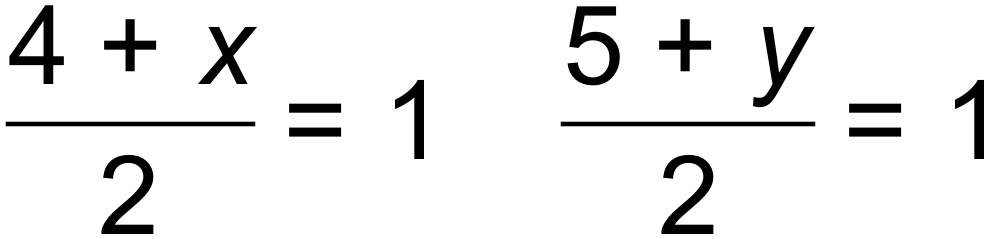 (4 + x)/2 = 1    (5 + y)/2 = 1